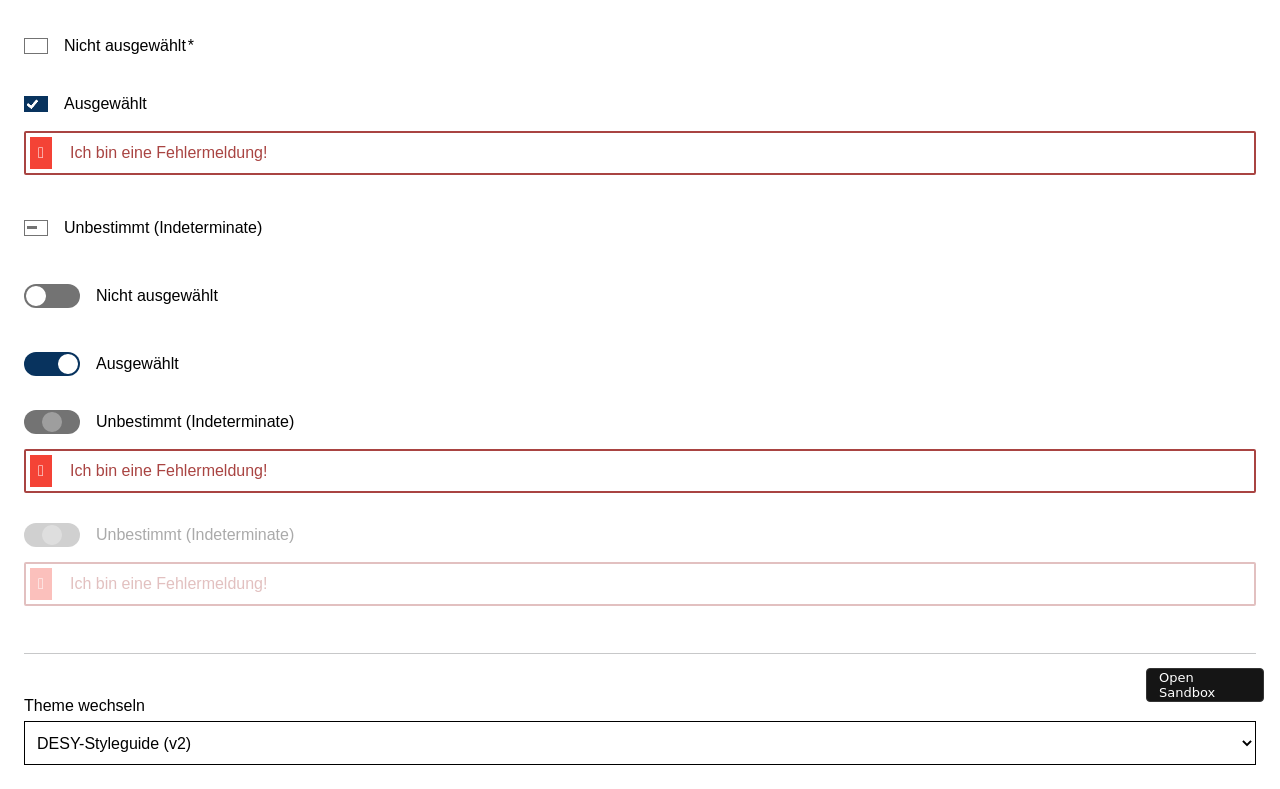 Nicht ausgewählt*
Ausgewählt
Ich bin eine Fehlermeldung!
Unbestimmt (Indeterminate)
Nicht ausgewählt
Ausgewählt
Unbestimmt (Indeterminate)
Ich bin eine Fehlermeldung!
Unbestimmt (Indeterminate)
Ich bin eine Fehlermeldung!
Open
Sandbox
Theme wechseln
DESY-Styleguide (v2)